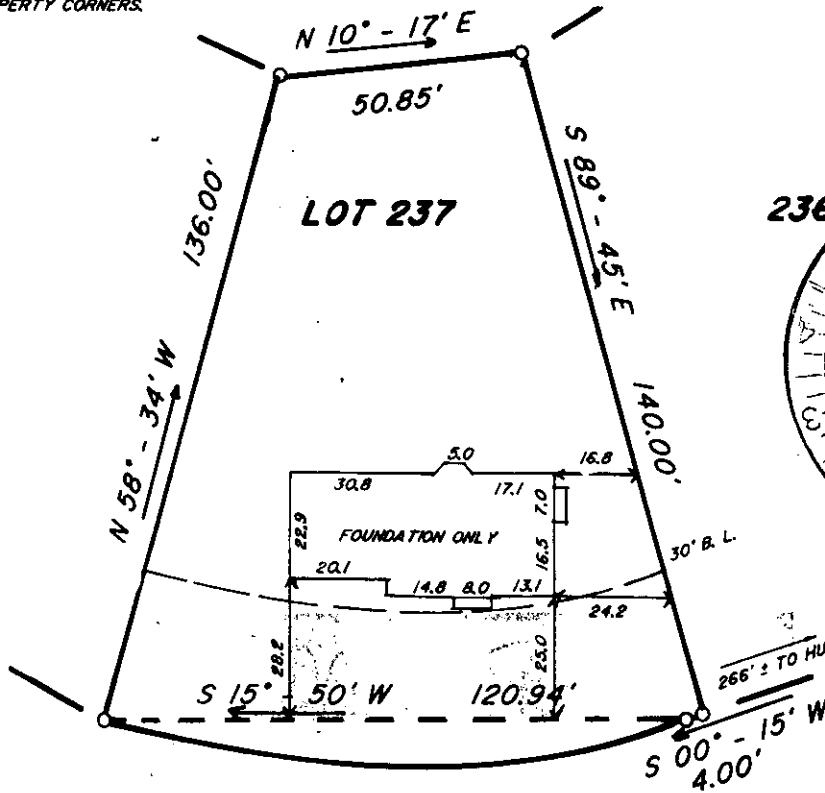 PERTY CORNERS.
N 10° - 17' E
50.85'
136.00'
S 89° - 45' E
LOT 237
236
N 58° - 34' W
140.00'
5.0
16.8
30.8
17.1
7.0
22.9
FOUNDATION ONLY
16.5
30' B. L.
20.1
14.8
8.0
13.1
24.2
28.2
25.0
266' ± TO HU
S 15° - 50' W
120.94'
S 00° - 15' W
4.00'